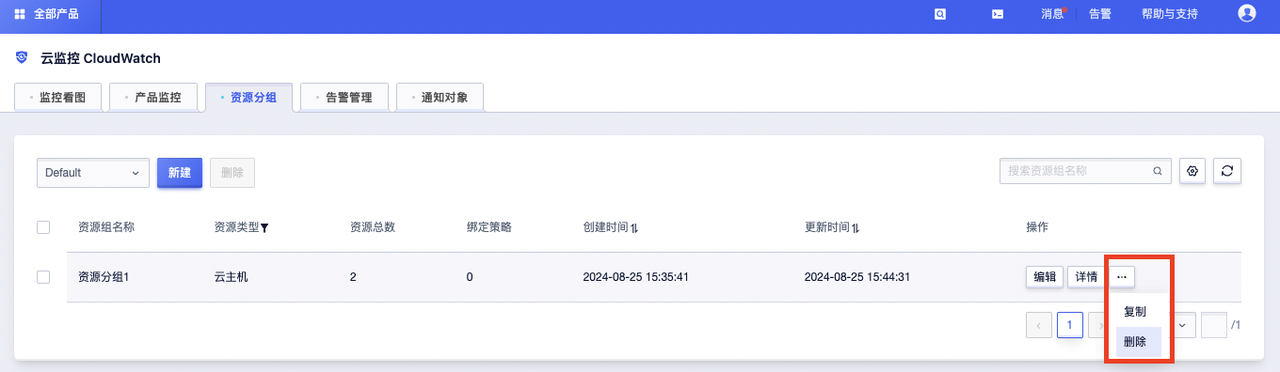 全部产品
消息
告警
帮助与支持
云监控 CloudWatch
监控看图
产品监控
资源分组
告警管理
通知对象
Default
新建
删除
搜索资源组名称
资源组名称 资源类型 资源总数 绑定策略 创建时间 更新时间 操作
资源分组1 云主机 2 0 2024-08-25 15:35:41 2024-08-25 15:44:31 编辑 详情 ...
复制
1 /1
删除